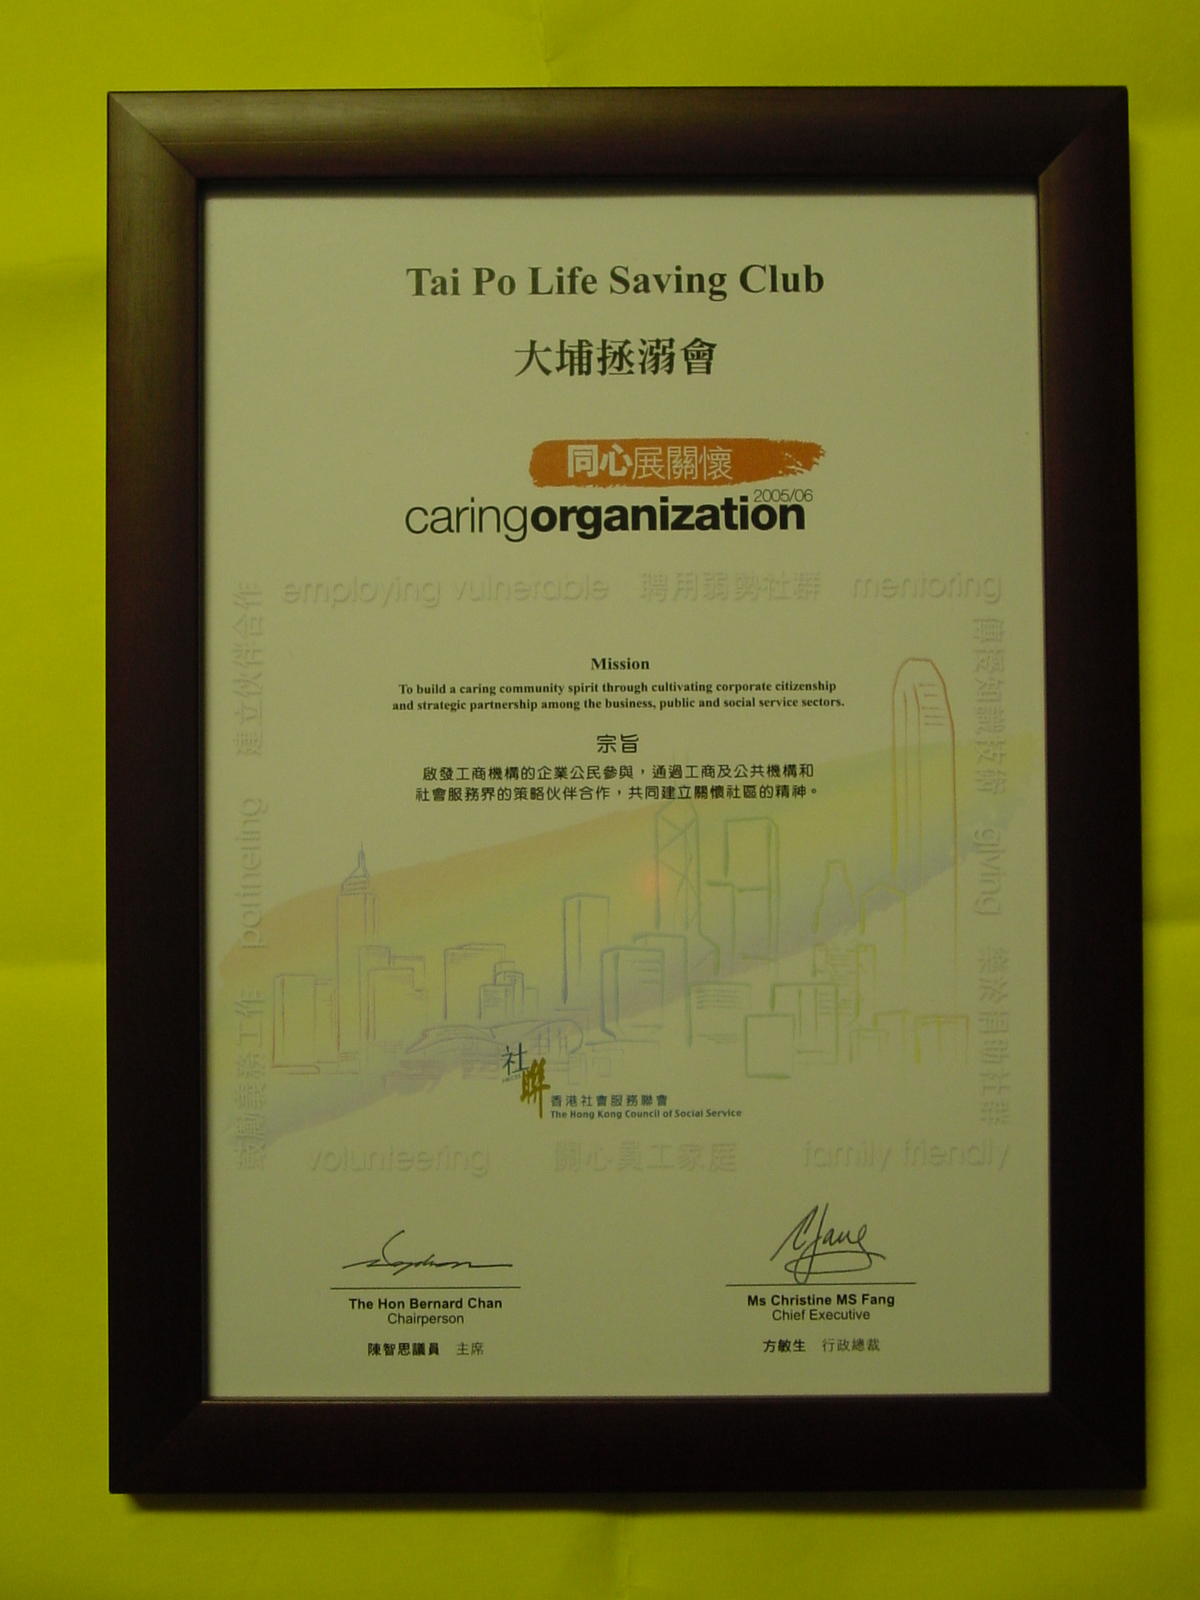 Tai Po Life Saving Club
大埔拯溺會
同心展關懷
2005/06
caringorganization
employing vulnerable 聘用弱勢社群 mentoring
建立伙伴合作
partnering
鼓勵義務工作
傳授知識技術
giving
樂於捐助社群
Mission
To build a caring community spirit through cultivating corporate citizenship
and strategic partnership among the business, public and social service sectors.
宗旨
啟發工商機構的企業公民參與，通過工商及公共機構和
社會服務界的策略伙伴合作，共同建立關懷社區的精神。
社聯
香港社會服務聯會
The Hong Kong Council of Social Service
volunteering 關心員工家庭 family friendly
The Hon Bernard Chan
Chairperson
陳智思議員 主席
Ms Christine MS Fang
Chief Executive
方敏生 行政總裁